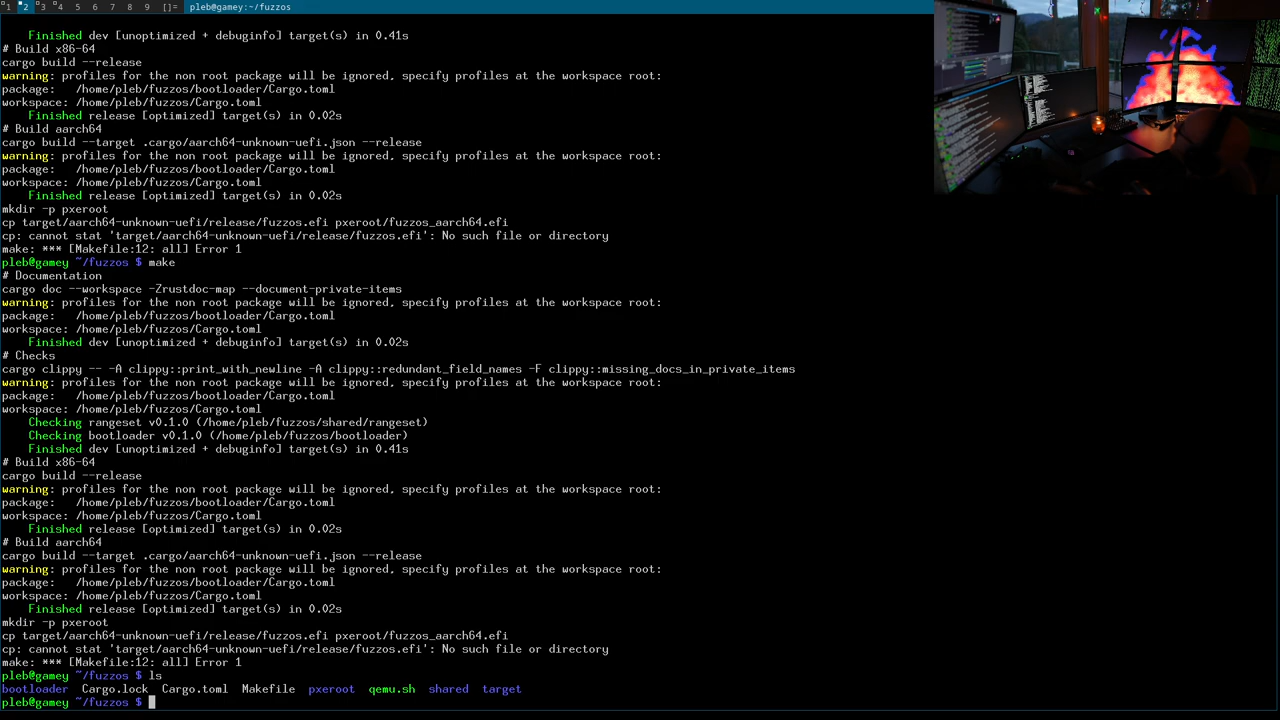 1 2 3 4 5 6 7 8 9 []= pleb@gamey:~/fuzzos
Finished dev [unoptimized + debuginfo] target(s) in 0.41s
# Build x86-64
cargo build --release
warning: profiles for the non root package will be ignored, specify profiles at the workspace root:
package:   /home/pleb/fuzzos/bootloader/Cargo.toml
workspace: /home/pleb/fuzzos/Cargo.toml
Finished release [optimized] target(s) in 0.02s
# Build aarch64
cargo build --target .cargo/aarch64-unknown-uefi.json --release
warning: profiles for the non root package will be ignored, specify profiles at the workspace root:
package:   /home/pleb/fuzzos/bootloader/Cargo.toml
workspace: /home/pleb/fuzzos/Cargo.toml
Finished release [optimized] target(s) in 0.02s
mkdir -p pxeroot
cp target/aarch64-unknown-uefi/release/fuzzos.efi pxeroot/fuzzos_aarch64.efi
cp: cannot stat 'target/aarch64-unknown-uefi/release/fuzzos.efi': No such file or directory
make: *** [Makefile:12: all] Error 1
pleb@gamey ~/fuzzos $ make
# Documentation
cargo doc --workspace -Zrustdoc-map --document-private-items
warning: profiles for the non root package will be ignored, specify profiles at the workspace root:
package:   /home/pleb/fuzzos/bootloader/Cargo.toml
workspace: /home/pleb/fuzzos/Cargo.toml
Finished dev [unoptimized + debuginfo] target(s) in 0.02s
# Checks
cargo clippy -- -A clippy::print_with_newline -A clippy::redundant_field_names -F clippy::missing_docs_in_private_items
warning: profiles for the non root package will be ignored, specify profiles at the workspace root:
package:   /home/pleb/fuzzos/bootloader/Cargo.toml
workspace: /home/pleb/fuzzos/Cargo.toml
Checking rangeset v0.1.0 (/home/pleb/fuzzos/shared/rangeset)
Checking bootloader v0.1.0 (/home/pleb/fuzzos/bootloader)
Finished dev [unoptimized + debuginfo] target(s) in 0.41s
# Build x86-64
cargo build --release
warning: profiles for the non root package will be ignored, specify profiles at the workspace root:
package:   /home/pleb/fuzzos/bootloader/Cargo.toml
workspace: /home/pleb/fuzzos/Cargo.toml
Finished release [optimized] target(s) in 0.02s
# Build aarch64
cargo build --target .cargo/aarch64-unknown-uefi.json --release
warning: profiles for the non root package will be ignored, specify profiles at the workspace root:
package:   /home/pleb/fuzzos/bootloader/Cargo.toml
workspace: /home/pleb/fuzzos/Cargo.toml
Finished release [optimized] target(s) in 0.02s
mkdir -p pxeroot
cp target/aarch64-unknown-uefi/release/fuzzos.efi pxeroot/fuzzos_aarch64.efi
cp: cannot stat 'target/aarch64-unknown-uefi/release/fuzzos.efi': No such file or directory
make: *** [Makefile:12: all] Error 1
pleb@gamey ~/fuzzos $ ls
bootloader  Cargo.lock  Cargo.toml  Makefile  pxeroot  qemu.sh  shared  target
pleb@gamey ~/fuzzos $